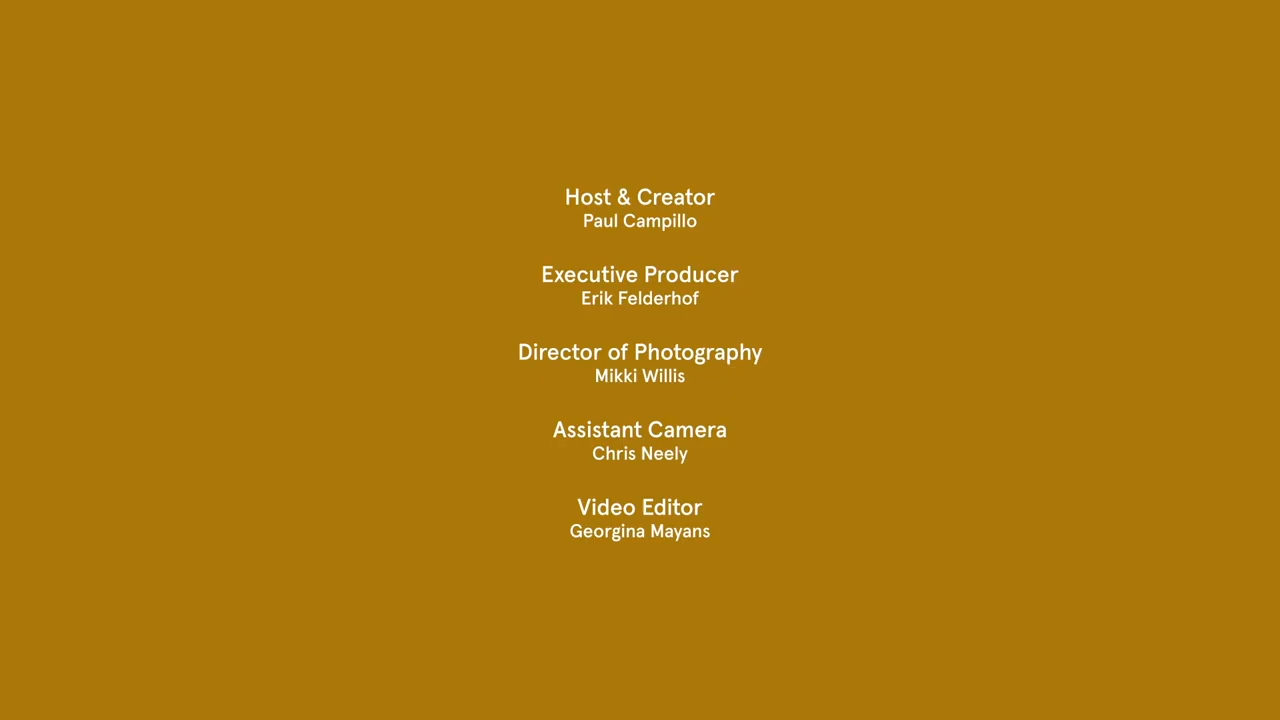 Host & Creator
Paul Campillo
Executive Producer
Erik Felderhof
Director of Photography
Mikki Willis
Assistant Camera
Chris Neely
Video Editor
Georgina Mayans